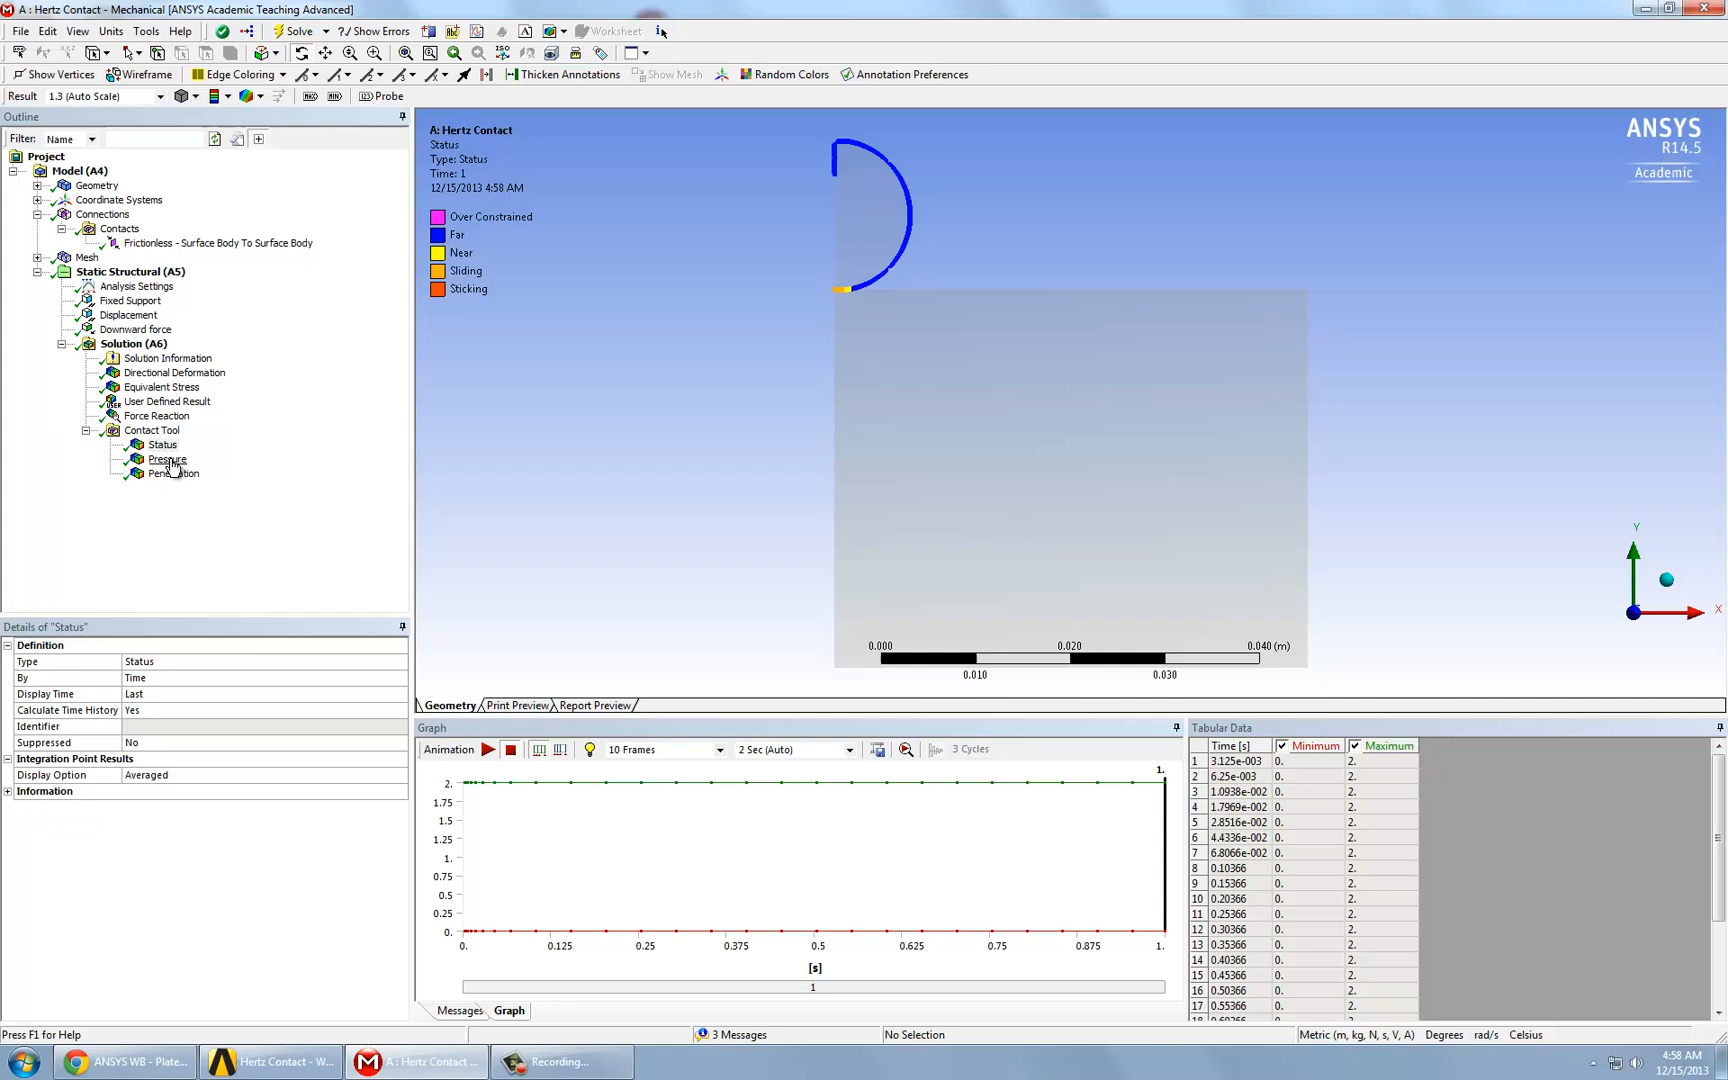 A : Hertz Contact - Mechanical [ANSYS Academic Teaching Advanced]
File Edit View Units Tools Help Solve ?/Show Errors Worksheet
Show Vertices Wireframe Edge Coloring Thicken Annotations Show Mesh Random Colors Annotation Preferences
Result 1.3 (Auto Scale) Probe
Outline
Filter: Name
Project
Model (A4)
Geometry
Coordinate Systems
Connections
Contacts
Frictionless - Surface Body To Surface Body
Mesh
Static Structural (A5)
Analysis Settings
Fixed Support
Displacement
Downward force
Solution (A6)
Solution Information
Directional Deformation
Equivalent Stress
User Defined Result
Force Reaction
Contact Tool
Status
Pressure
Details of "Status"
Definition
Type Status
By Time
Display Time Last
Calculate Time History Yes
Identifier
Suppressed No
Integration Point Results
Display Option Averaged
Information
A: Hertz Contact
Status
Type: Status
Time: 1
12/15/2013 4:58 AM
Over Constrained
Far
Near
Sliding
Sticking
ANSYS
R14.5
Academic
0.000 0.020 0.040 (m)
0.010 0.030
Y
X
Geometry Print Preview Report Preview
Graph
Animation 10 Frames 2 Sec (Auto) 3 Cycles
1.
2.
1.75
1.5
1.25
1.
0.75
0.5
0.25
0.
0. 0.125 0.25 0.375 0.5 0.625 0.75 0.875 1.
[s]
1
Messages Graph
Tabular Data
Time [s] Minimum Maximum
1 3.125e-003 0. 2.
2 6.25e-003 0. 2.
3 1.0938e-002 0. 2.
4 1.7969e-002 0. 2.
5 2.8516e-002 0. 2.
6 4.4336e-002 0. 2.
7 6.8066e-002 0. 2.
8 0.10366 0. 2.
9 0.15366 0. 2.
10 0.20366 0. 2.
11 0.25366 0. 2.
12 0.30366 0. 2.
13 0.35366 0. 2.
14 0.40366 0. 2.
15 0.45366 0. 2.
16 0.50366 0. 2.
17 0.55366 0. 2.
Press F1 for Help 3 Messages No Selection Metric (m, kg, N, s, V, A) Degrees rad/s Celsius
ANSYS WB - Plate... Hertz Contact - W... A : Hertz Contact ... Recording...
4:58 AM
12/15/2013